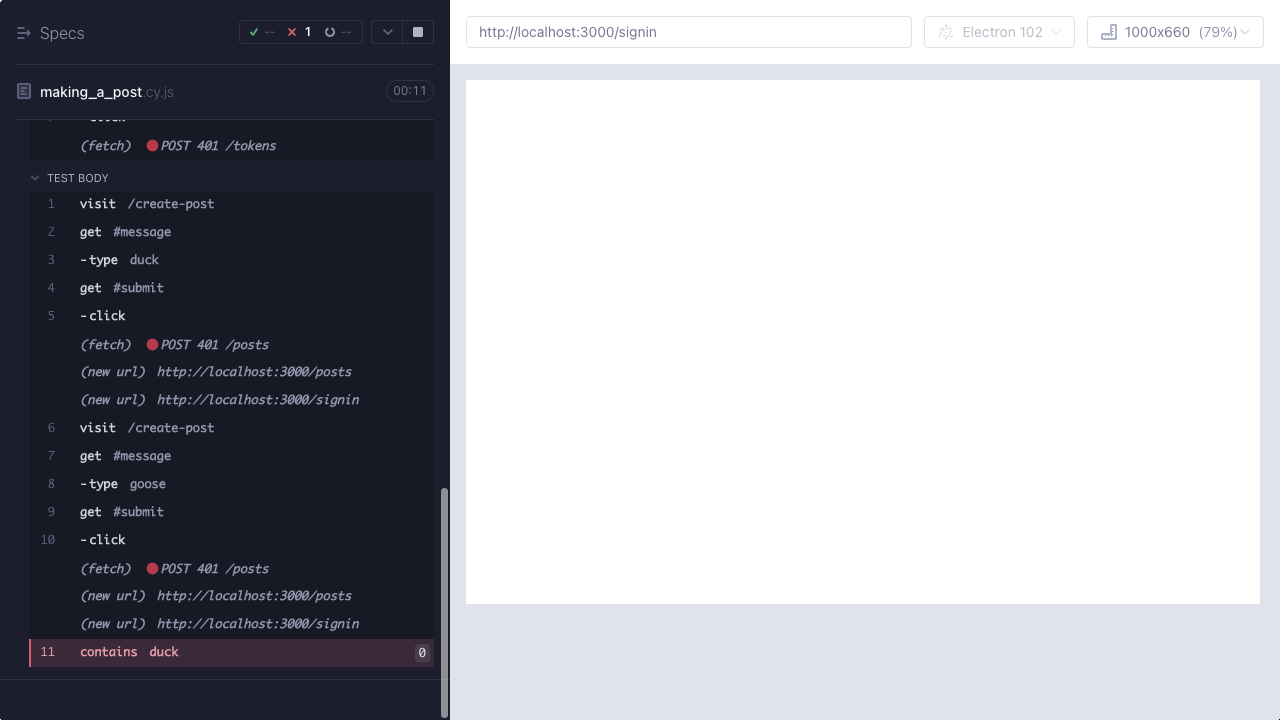 Specs
-- 1 --
making_a_post.cy.js 00:11
(fetch) POST 401 /tokens
TEST BODY
1 visit /create-post
2 get #message
3 -type duck
4 get #submit
5 -click
(fetch) POST 401 /posts
(new url) http://localhost:3000/posts
(new url) http://localhost:3000/signin
6 visit /create-post
7 get #message
8 -type goose
9 get #submit
10 -click
(fetch) POST 401 /posts
(new url) http://localhost:3000/posts
(new url) http://localhost:3000/signin
11 contains duck 0
http://localhost:3000/signin
Electron 102
1000x660 (79%)